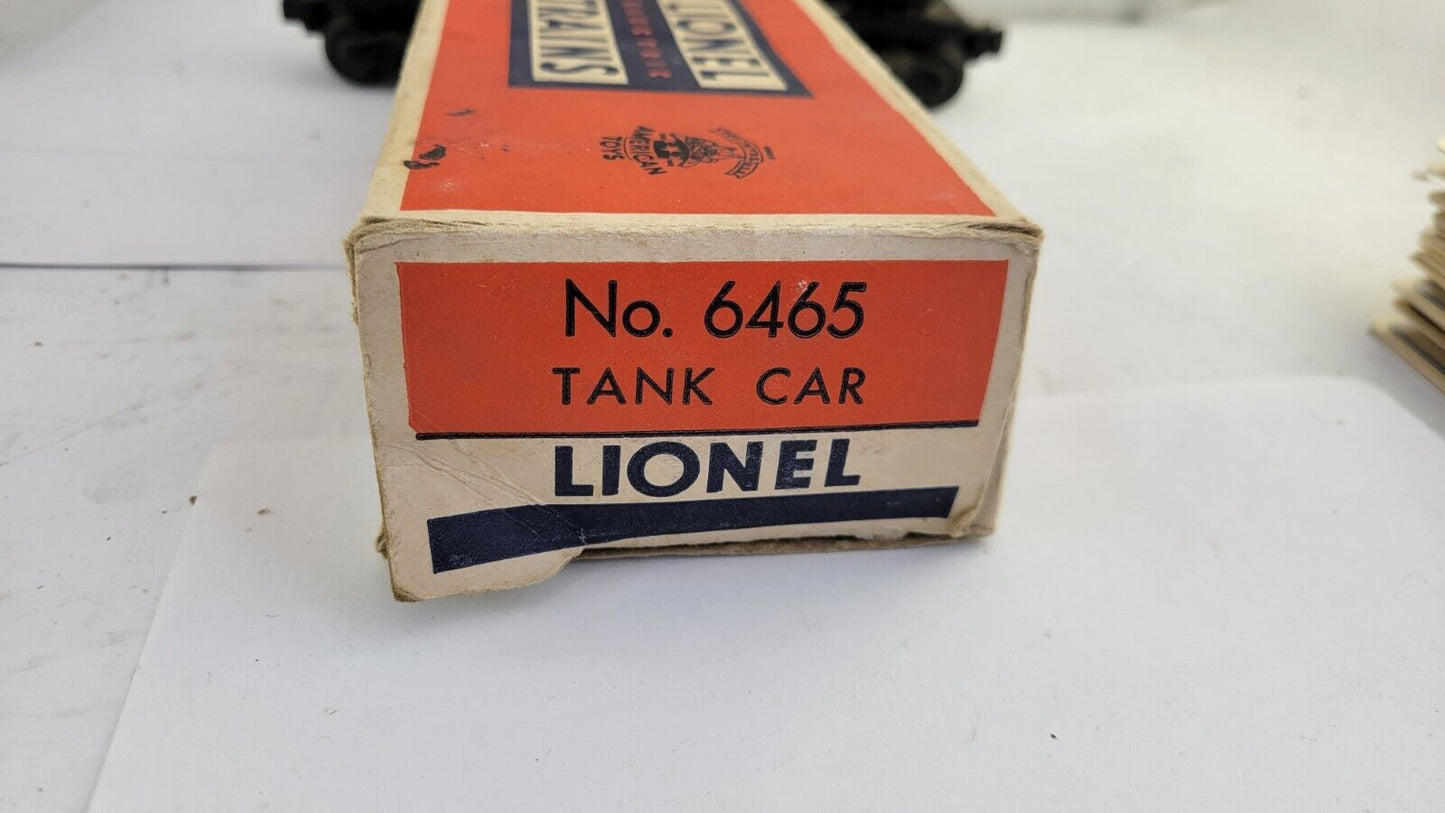 LIONEL
TRAINS
AMERICAN
TOYS
No. 6465
TANK CAR
LIONEL